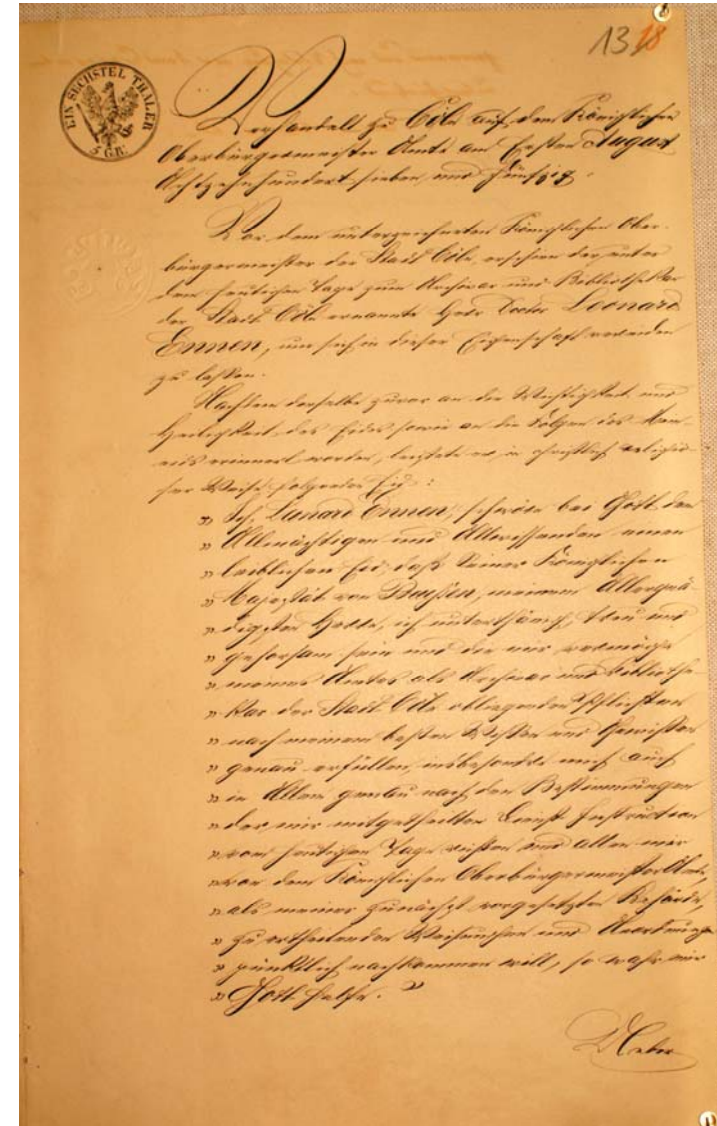 13
18
EIN SECHSTEL THALER
5 GR.
Verhandelt zu Cöln auf dem Königlichen
Oberbürgermeister Amte am Ersten August
Achtzehnhundert sieben und fünfzig.
Vor dem unterzeichneten Königlichen Ober-
bürgermeister der Stadt Cöln, erschien der unter
dem heutigen Tage zum Archivar und Bibliothekar
der Stadt Cöln ernannte Herr Doctor Leonard
Ennen, um sich in dieser Eigenschaft vereiden
zu lassen.
Nachdem derselbe zuvor an die Wichtigkeit und
Heiligkeit des Eides sowie an die Folgen des Mein-
eids erinnert worden, leistete er, in christlich religiö-
ser Weise folgenden Eid:
„ Ich, Leonard Ennen, schwöre bei Gott dem
„ Allmächtigen und Allwissenden einen
„ leiblichen Eid, daß Seiner Königlichen
„ Majestät von Preußen, meinem Allergnä-
„ digsten Herrn, ich unterthänig, treu und
„ gehorsam sein und die mir vermöge
„ meines Amtes als Archivar und Bibliothe-
„ kar der Stadt Cöln obliegenden Pflichten
„ nach meinem besten Wissen und Gewissen
„ genau erfüllen, insbesondere mich auch
„ in Allem genau nach den Bestimmungen
„ der mir mitgetheilten Dienst Instruction
„ vom heutigen Tage richten und allen mir
„ von dem Königlichen Oberbürgermeister Amte,
„ als meiner zunächst vorgesetzten Behörde,
„ zu ertheilenden Weisungen und Anordnungen
„ pünktlich nachkommen will, so wahr mir
„ Gott helfe. “